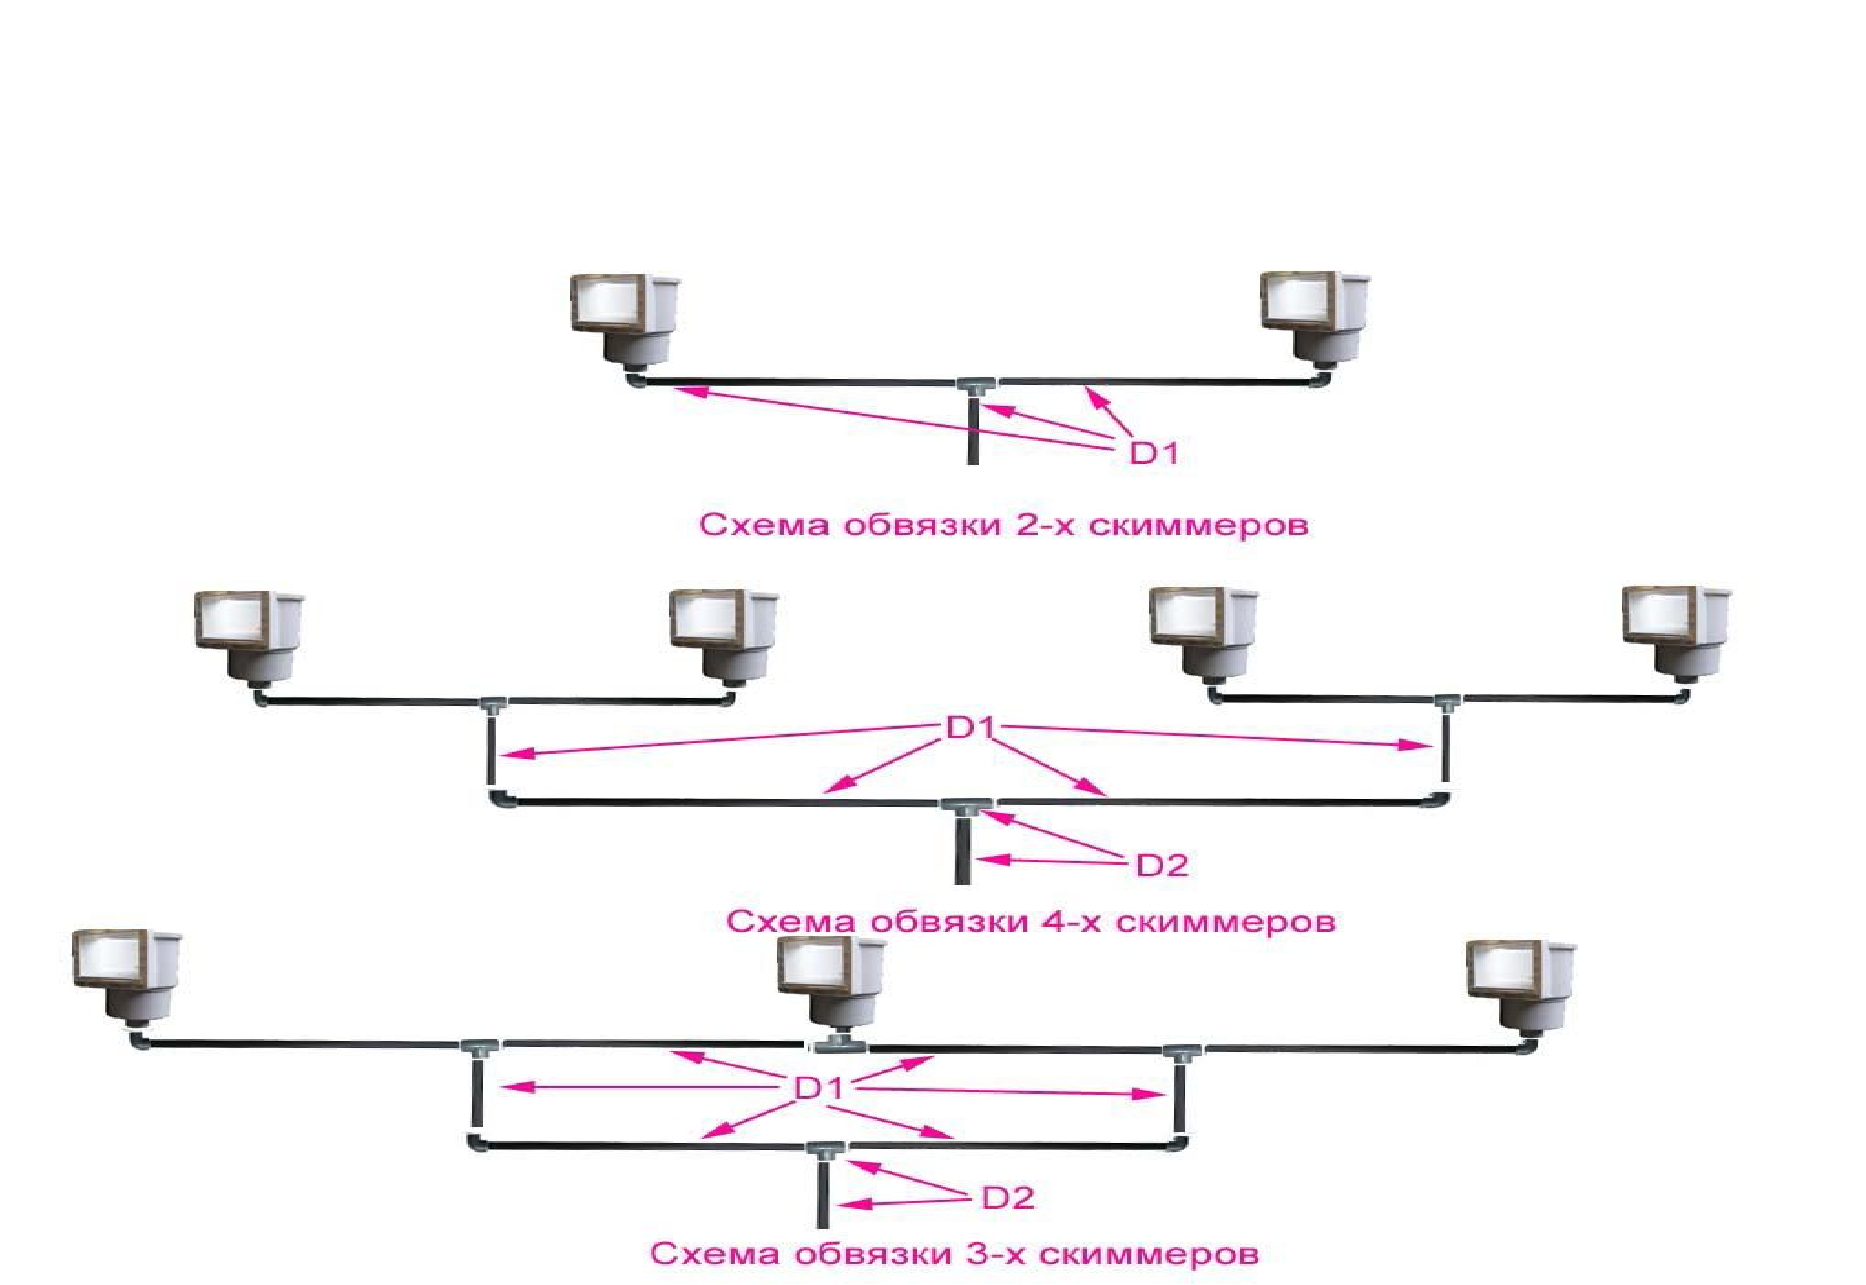 D1
Схема обвязки 2-х скиммеров
D1
D2
Схема обвязки 4-х скиммеров
D1
D2
Схема обвязки 3-х скиммеров